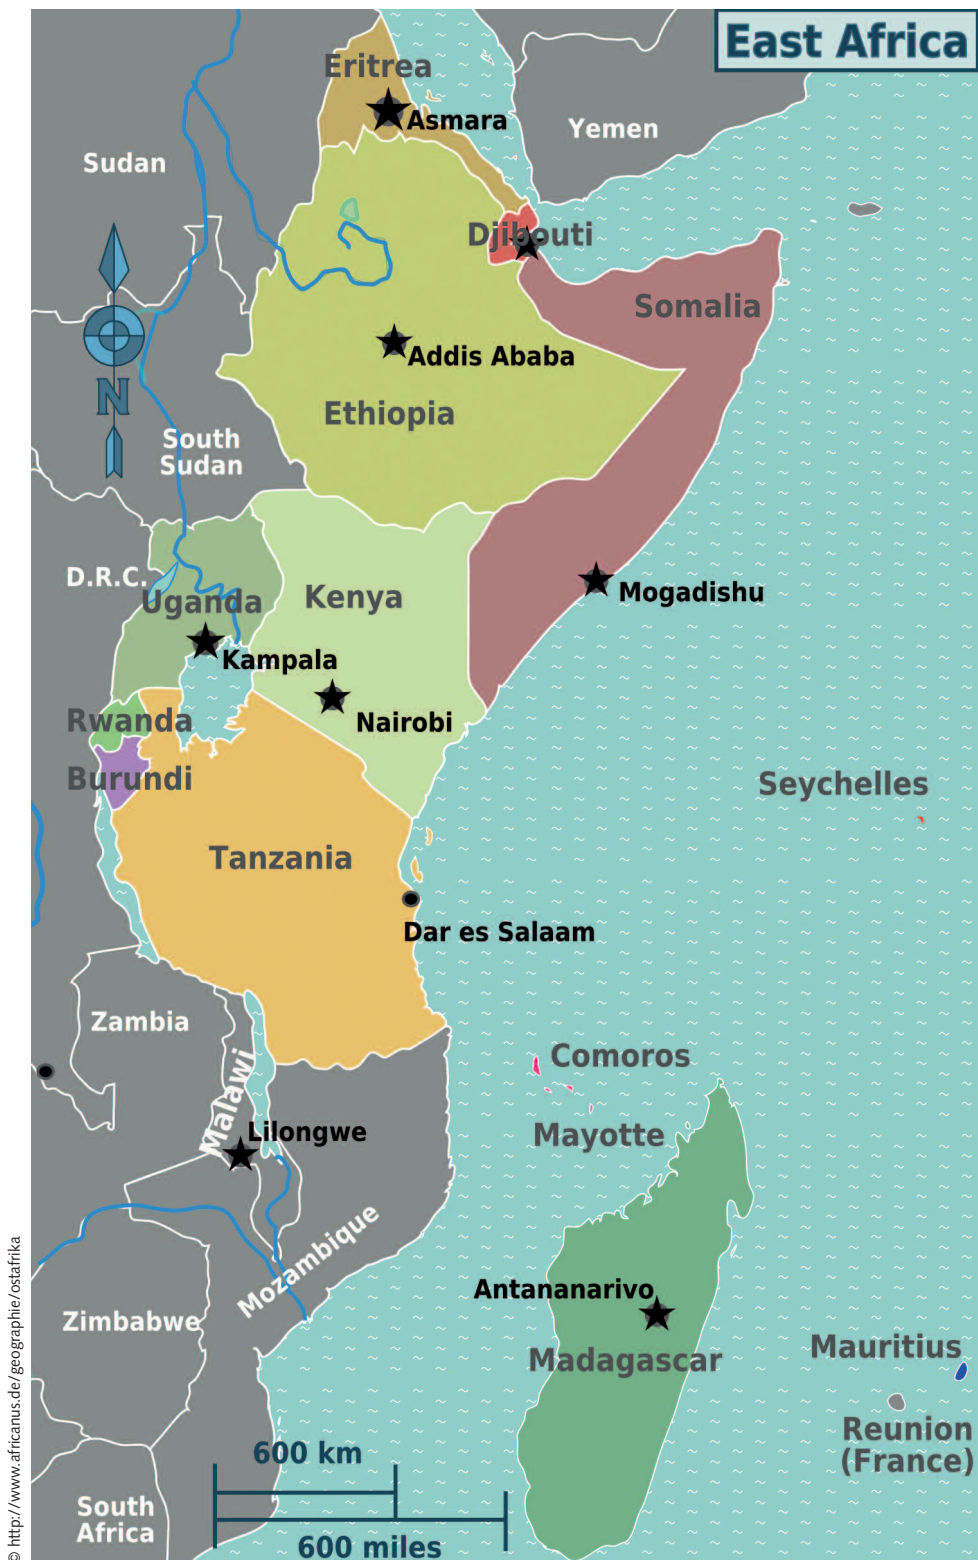 East Africa
Eritrea
Asmara
Yemen
Sudan
Djibouti
Somalia
Addis Ababa
N
Ethiopia
South
Sudan
D.R.C.
Uganda
Kenya
Mogadishu
Kampala
Rwanda
Nairobi
Burundi
Seychelles
Tanzania
Dar es Salaam
Zambia
Comoros
Malawi
Lilongwe
Mayotte
Mozambique
Antananarivo
Zimbabwe
Madagascar
Mauritius
Reunion
(France)
600 km
South
Africa
600 miles
© http://www.africanus.de/geographie/ostafrika